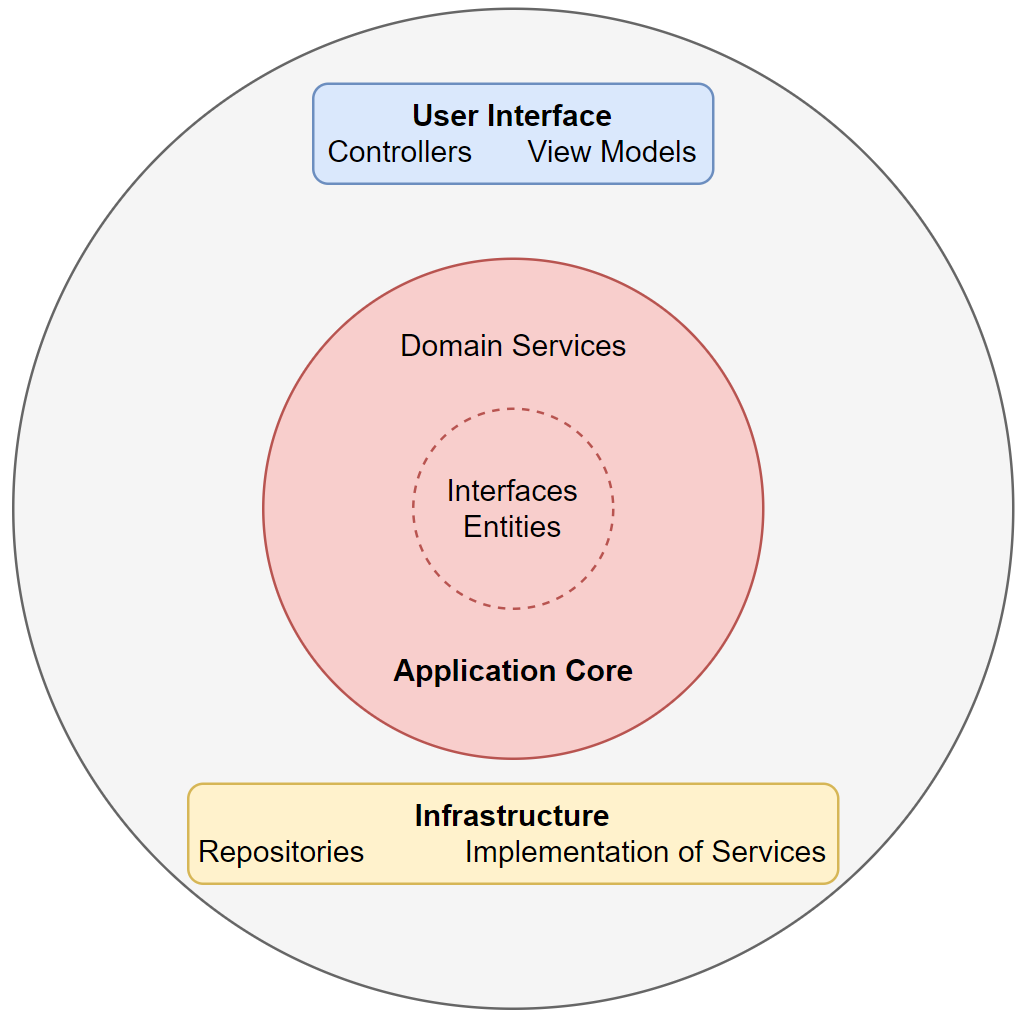 User Interface
Controllers View Models
Domain Services
Interfaces
Entities
Application Core
Infrastructure
Repositories Implementation of Services